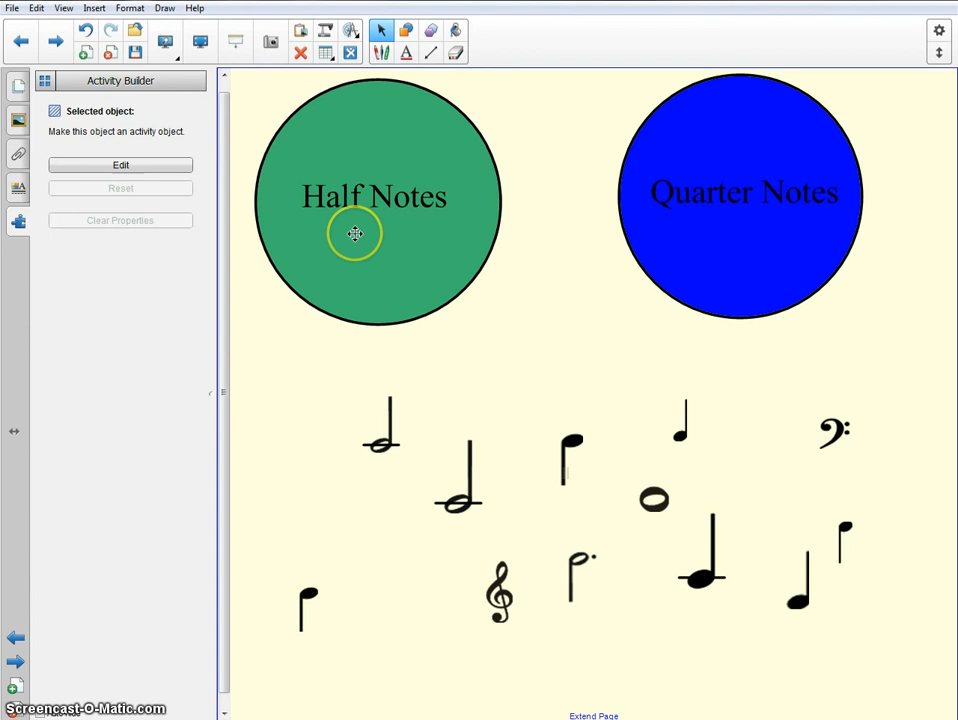 File Edit View Insert Format Draw Help
Activity Builder
Selected object:
Make this object an activity object.
Edit
Reset
Clear Properties
Half Notes
Quarter Notes
Extend Page
Screencast-O-Matic.com